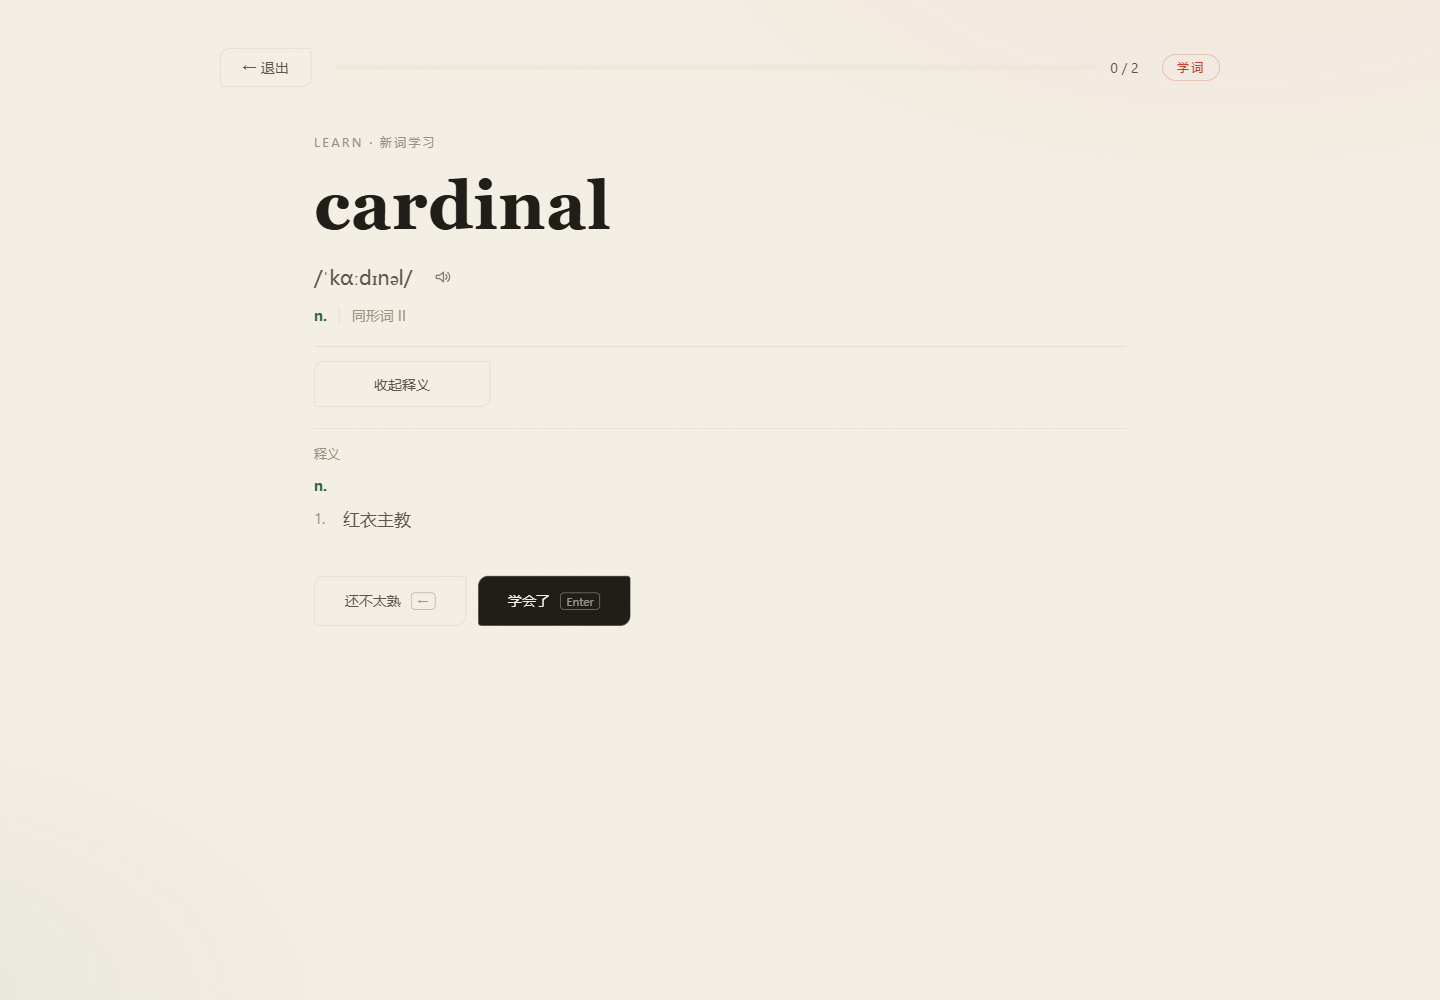 ← 退出
0 / 2
学词
LEARN · 新词学习
cardinal
/ˈkɑːdɪnəl/
n. 同形词 II
收起释义
释义
n.
1. 红衣主教
还不太熟 ←
学会了 Enter